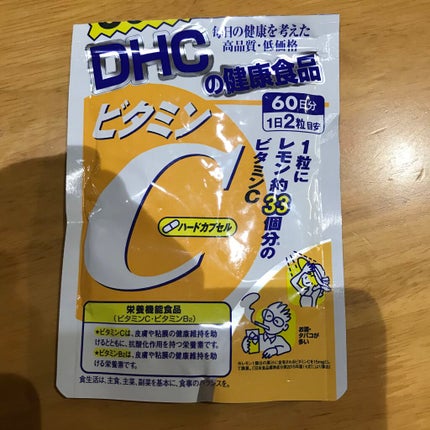 毎日の健康を考えた
高品質・低価格
DHC
の健康食品
60日分
1日2粒目安
ビタミン
C
ハードカプセル
1粒に
レモン約33個分の
ビタミンC
お酒・
タバコが
多い
栄養機能食品
(ビタミンC・ビタミンB2)
●ビタミンCは、皮膚や粘膜の健康維持を助
けるとともに、抗酸化作用を持つ栄養素です。
●ビタミンB2は、皮膚や粘膜の健康維持を助
ける栄養素です。
食生活は、主食、主菜、副菜を基本に、食事のバランスを。